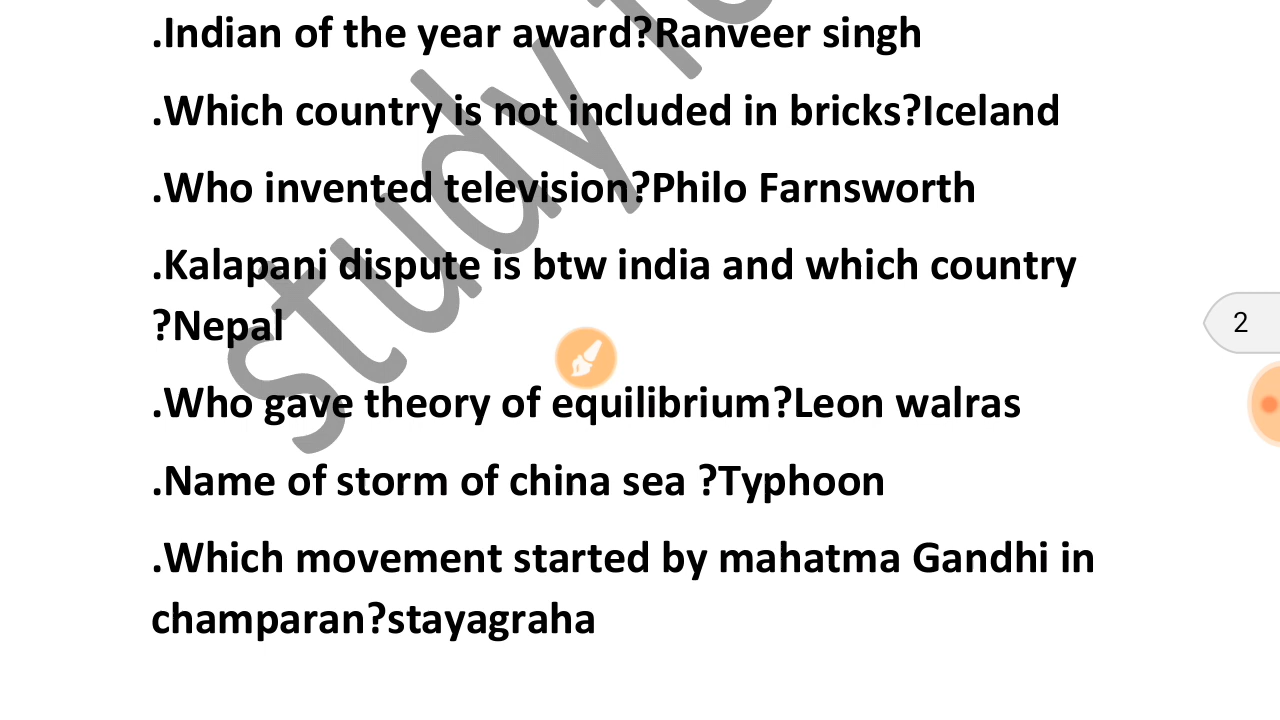 .Indian of the year award?Ranveer singh
.Which country is not included in bricks?Iceland
.Who invented television?Philo Farnsworth
.Kalapani dispute is btw india and which country
?Nepal
.Who gave theory of equilibrium?Leon walras
.Name of storm of china sea ?Typhoon
.Which movement started by mahatma Gandhi in
champaran?stayagraha
study
2